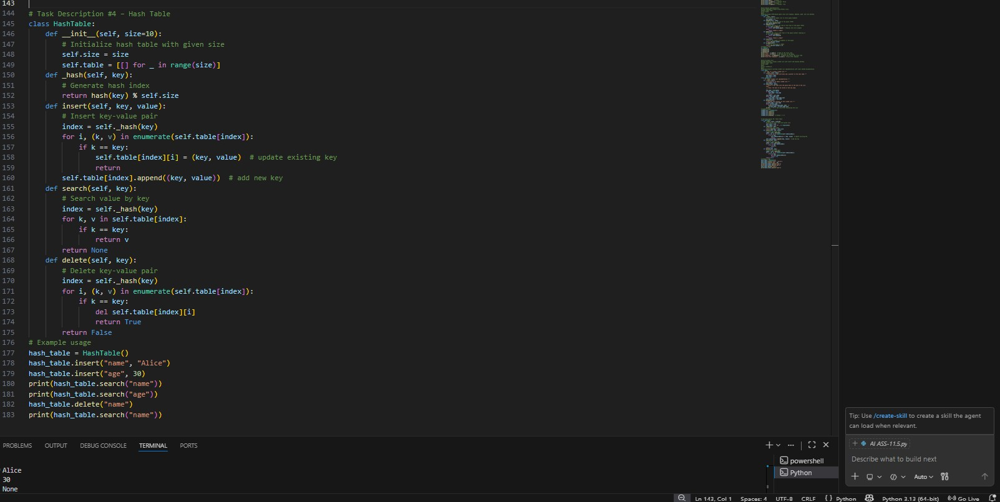 143
144 # Task Description #4 – Hash Table
145 class HashTable:
146     def __init__(self, size=10):
147         # Initialize hash table with given size
148         self.size = size
149         self.table = [[] for _ in range(size)]
150     def _hash(self, key):
151         # Generate hash index
152         return hash(key) % self.size
153     def insert(self, key, value):
154         # Insert key-value pair
155         index = self._hash(key)
156         for i, (k, v) in enumerate(self.table[index]):
157             if k == key:
158                 self.table[index][i] = (key, value)  # update existing key
159                 return
160         self.table[index].append((key, value))  # add new key
161     def search(self, key):
162         # Search value by key
163         index = self._hash(key)
164         for k, v in self.table[index]:
165             if k == key:
166                 return v
167         return None
168     def delete(self, key):
169         # Delete key-value pair
170         index = self._hash(key)
171         for i, (k, v) in enumerate(self.table[index]):
172             if k == key:
173                 del self.table[index][i]
174                 return True
175         return False
176 # Example usage
177 hash_table = HashTable()
178 hash_table.insert("name", "Alice")
179 hash_table.insert("age", 30)
180 print(hash_table.search("name"))
181 print(hash_table.search("age"))
182 hash_table.delete("name")
183 print(hash_table.search("name"))
Tip: Use /create-skill to create a skill the agent
can load when relevant.
AI ASS-11.5.py
Describe what to build next
Auto
PROBLEMS OUTPUT DEBUG CONSOLE TERMINAL PORTS
powershell
Python
Alice
30
None
Ln 143, Col 1 Spaces: 4 UTF-8 CRLF {} Python Python 3.13 (64-bit) Go Live